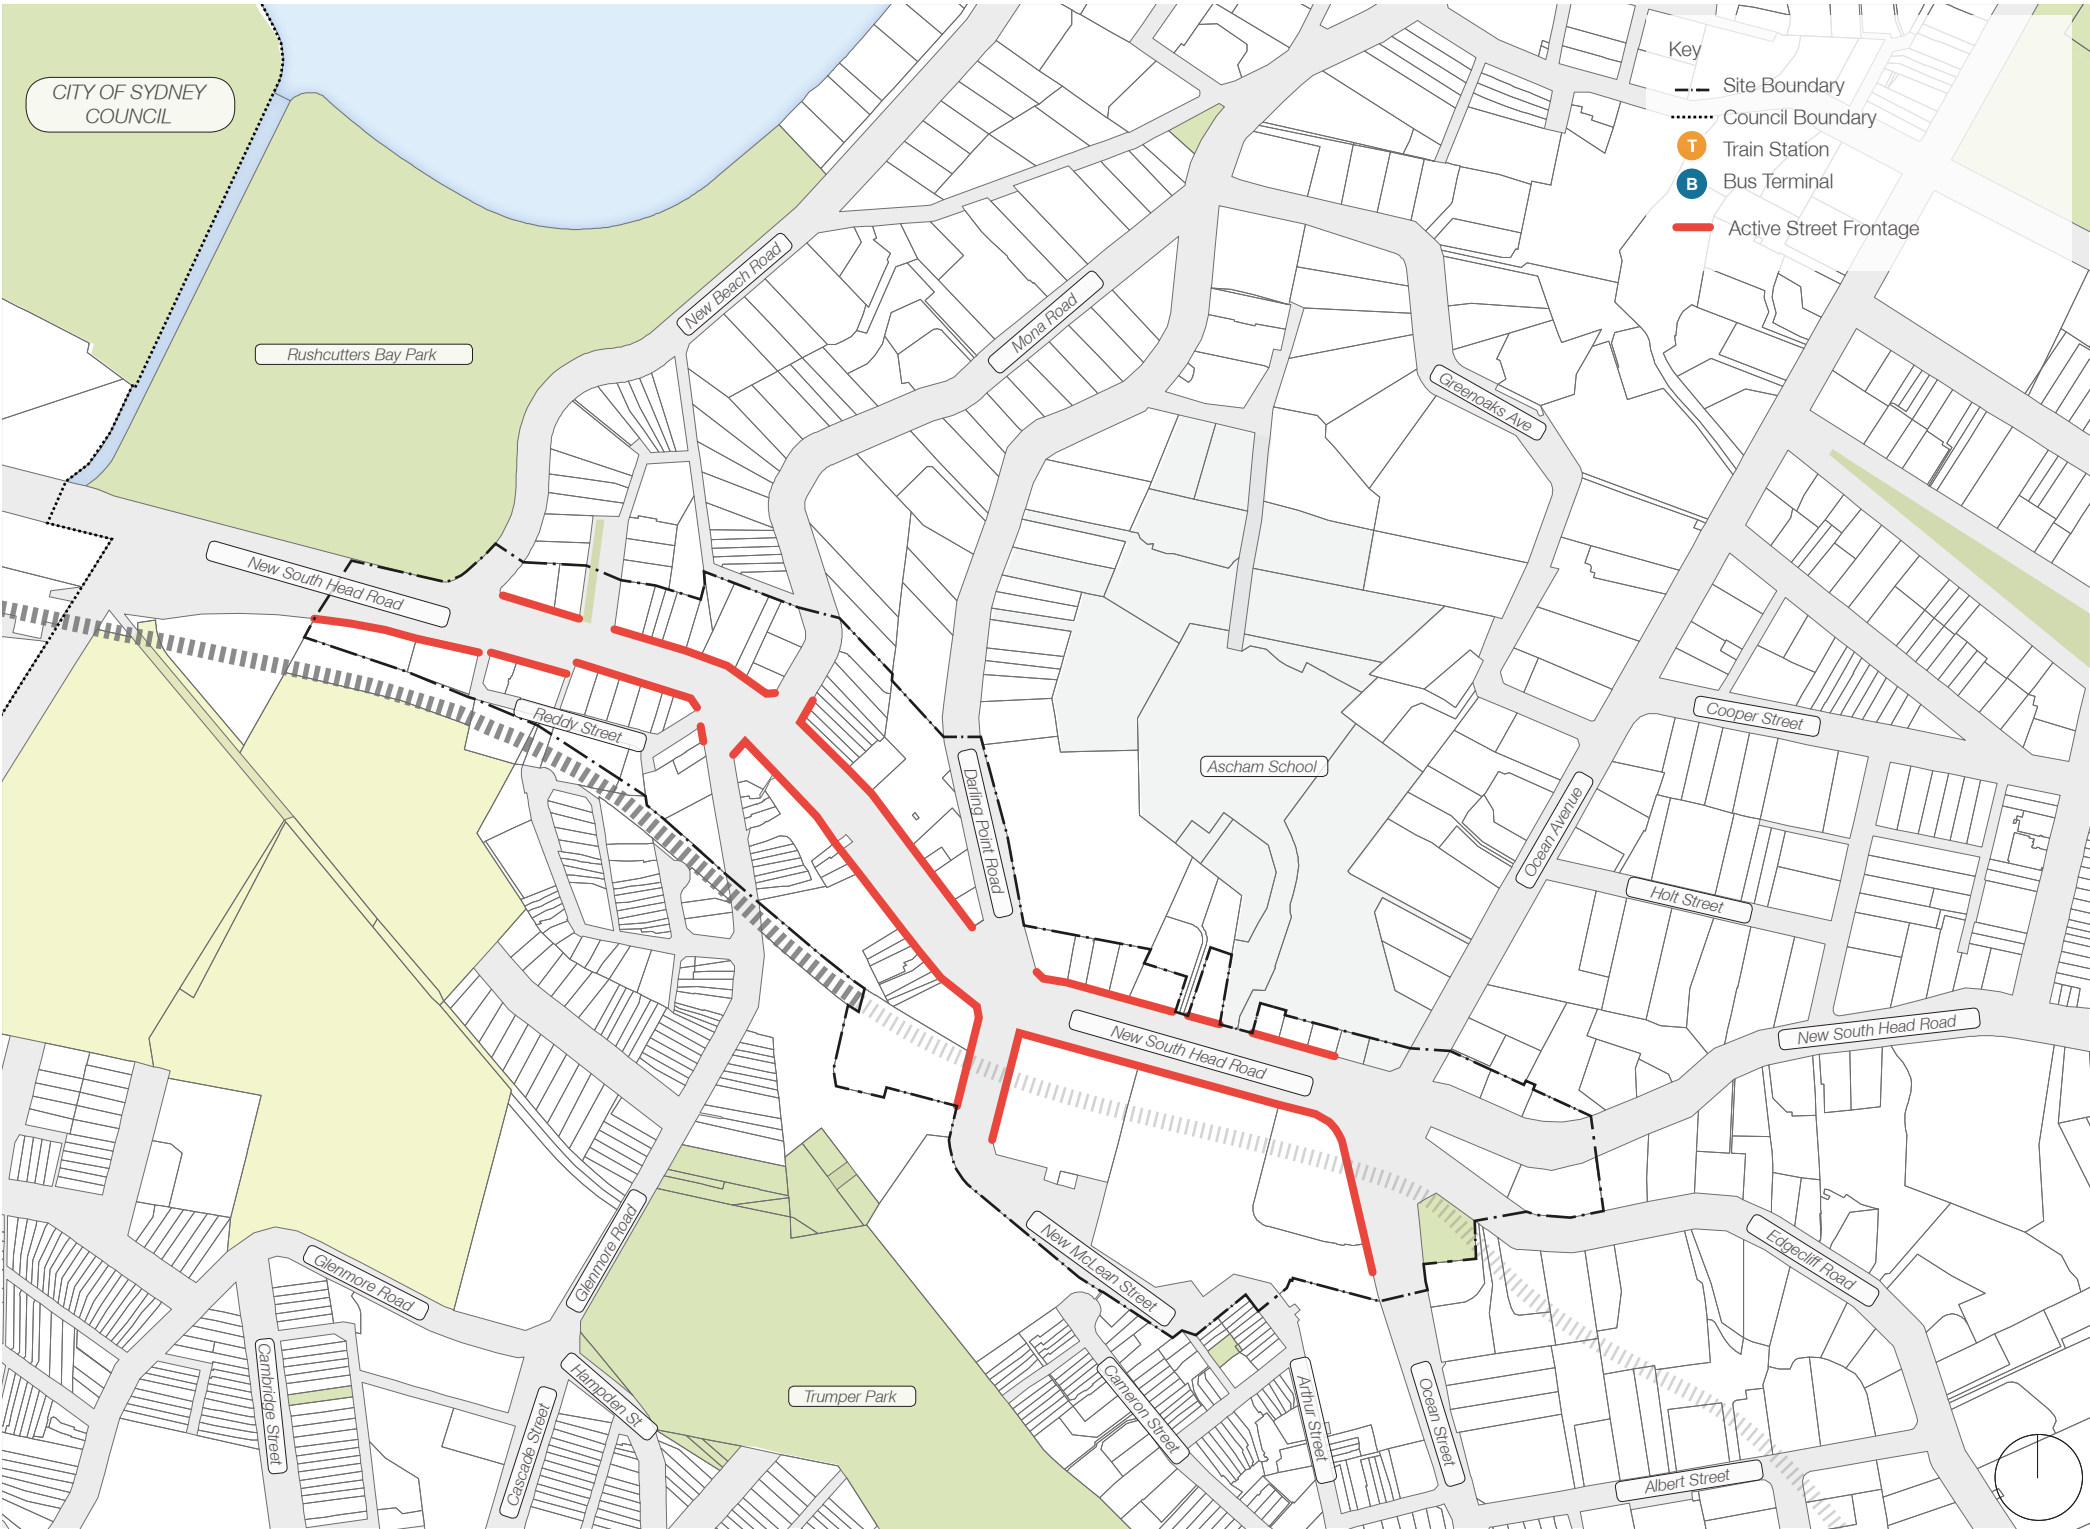 CITY OF SYDNEY
COUNCIL
Key
Site Boundary
Council Boundary
T
Train Station
B
Bus Terminal
Active Street Frontage
New Beach Road
Mona Road
Rushcutters Bay Park
Greenoaks Ave
New South Head Road
Reddy Street
Cooper Street
Ascham School
Darling Point Road
Ocean Avenue
Holt Street
New South Head Road
New South Head Road
Glenmore Road
New McLean Street
Edgecliff Road
Glenmore Road
Cambridge Street
Hampden St
Cascade Street
Trumper Park
Cameron Street
Arthur Street
Ocean Street
Albert Street